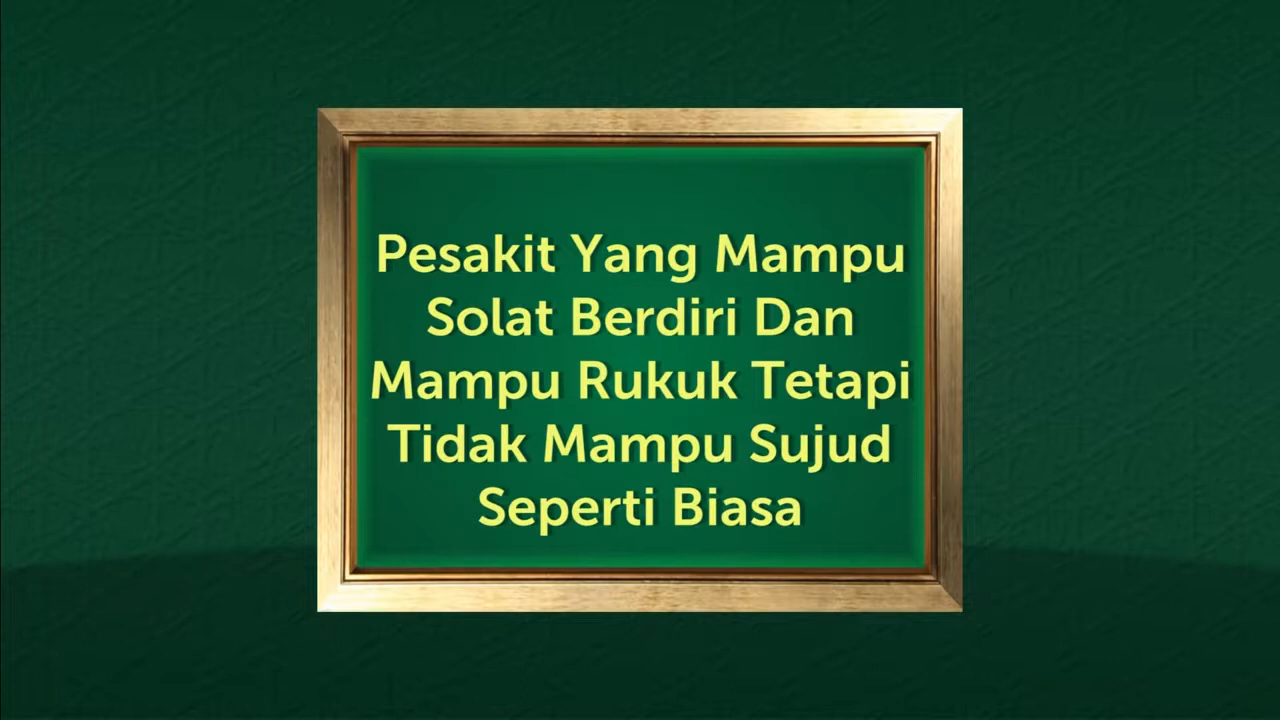 Pesakit Yang Mampu
Solat Berdiri Dan
Mampu Rukuk Tetapi
Tidak Mampu Sujud
Seperti Biasa